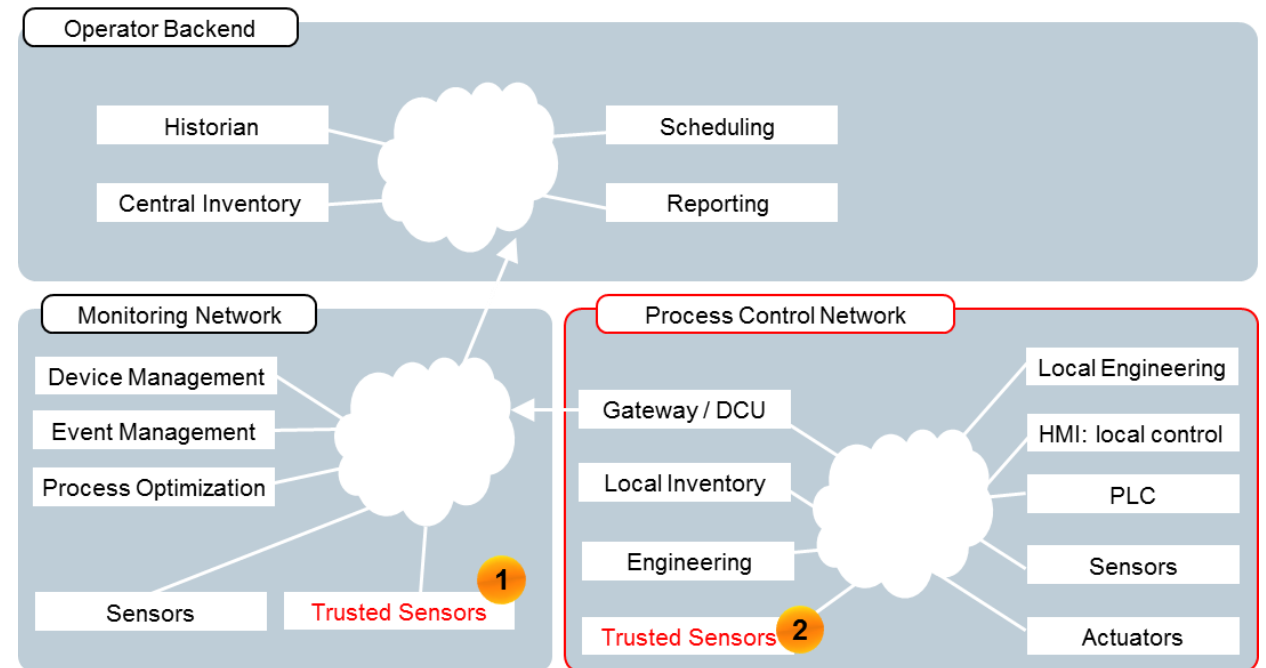 Operator Backend
Historian
Scheduling
Central Inventory
Reporting
Monitoring Network
Device Management
Event Management
Process Optimization
Sensors
Trusted Sensors
1
Process Control Network
Gateway / DCU
Local Inventory
Engineering
Trusted Sensors
2
Local Engineering
HMI: local control
PLC
Sensors
Actuators